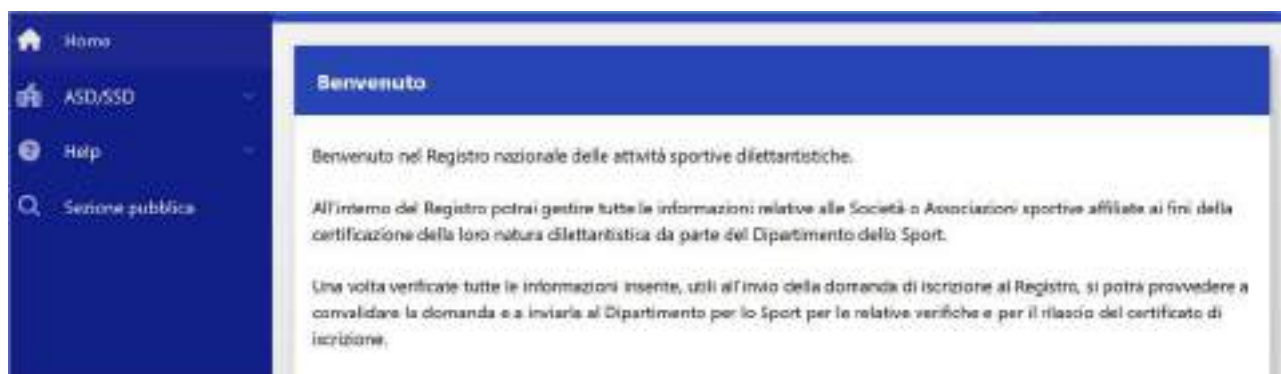 Home
ASD/SSD
Help
Sezione pubblica
Benvenuto
Benvenuto nel Registro nazionale delle attività sportive dilettantistiche.
All'interno del Registro potrai gestire tutte le informazioni relative alle Società o Associazioni sportive affiliate ai fini della
certificazione della loro natura dilettantistica da parte del Dipartimento dello Sport.
Una volta verificate tutte le informazioni inserite, utili all'invio della domanda di iscrizione al Registro, si potrà provvedere a
convalidare la domanda e a inviarla al Dipartimento per lo Sport per le relative verifiche e per il rilascio del certificato di
iscrizione.